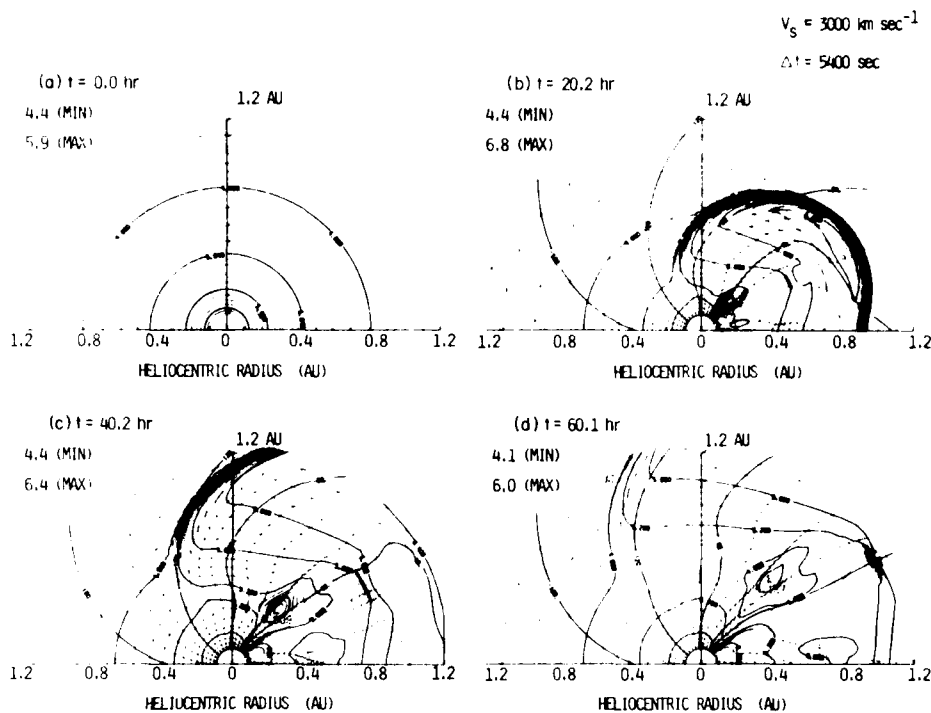 V_S = 3000 km sec⁻¹
Δt = 5400 sec
(a) t = 0.0 hr
4.4 (MIN)
5.9 (MAX)
1.2 AU
1.2 0.8 0.4 0 0.4 0.8 1.2
HELIOCENTRIC RADIUS (AU)
(b) t = 20.2 hr
4.4 (MIN)
6.8 (MAX)
1.2 AU
1.2 0.8 0.4 0 0.4 0.8 1.2
HELIOCENTRIC RADIUS (AU)
(c) t = 40.2 hr
4.4 (MIN)
6.4 (MAX)
1.2 AU
1.2 0.8 0.4 0 0.4 0.8 1.2
HELIOCENTRIC RADIUS (AU)
(d) t = 60.1 hr
4.1 (MIN)
6.0 (MAX)
1.2 AU
1.2 0.8 0.4 0 0.4 0.8 1.2
HELIOCENTRIC RADIUS (AU)